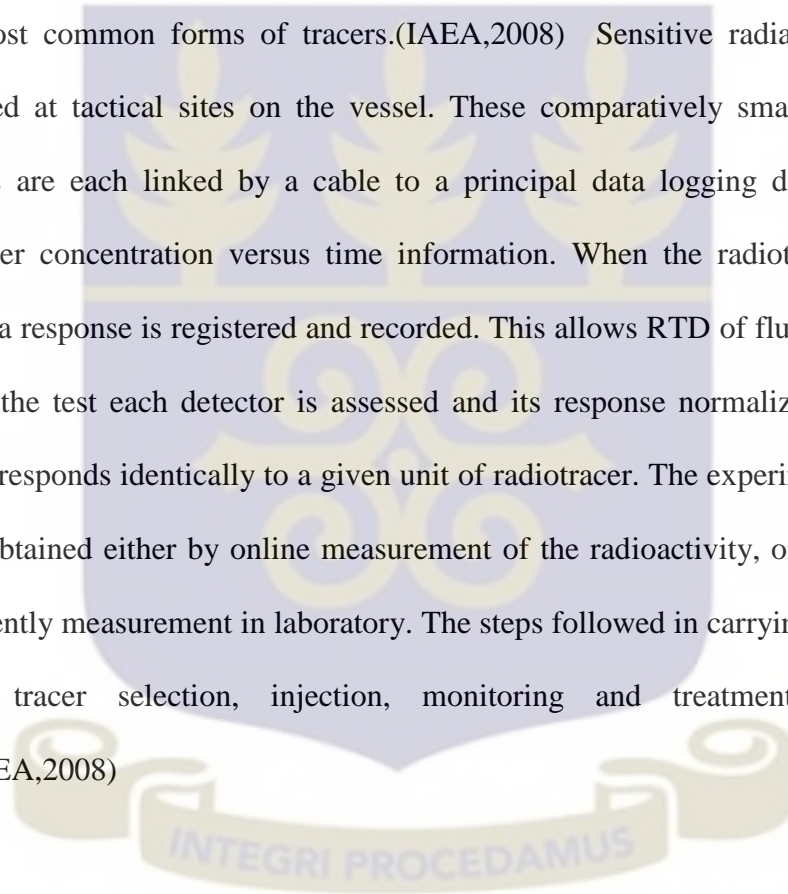 ost common forms of tracers.(IAEA,2008) Sensitive radia
ed at tactical sites on the vessel. These comparatively sma
are each linked by a cable to a principal data logging d
er concentration versus time information. When the radiot
a response is registered and recorded. This allows RTD of flu
the test each detector is assessed and its response normaliz
responds identically to a given unit of radiotracer. The experi
btained either by online measurement of the radioactivity, o
ently measurement in laboratory. The steps followed in carryin
tracer selection, injection, monitoring and treatment
EA,2008)
INTEGRI PROCEDAMUS